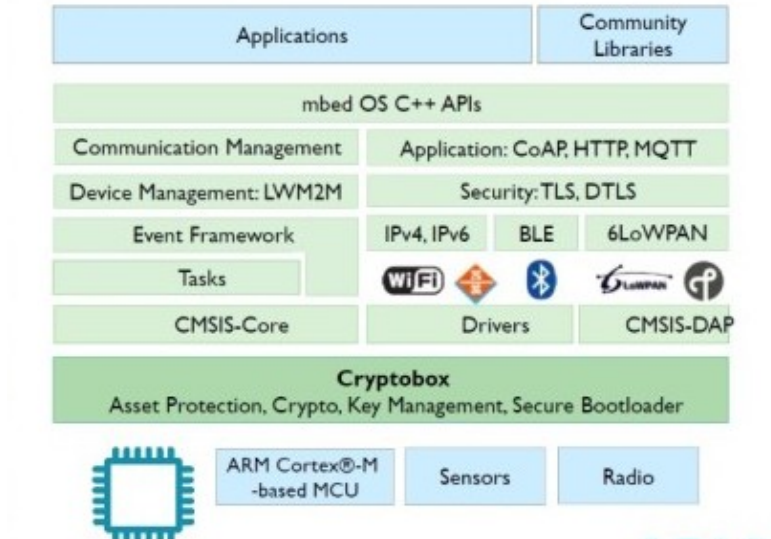 Applications
Community
Libraries
mbed OS C++ APIs
Communication Management
Application: CoAP, HTTP, MQTT
Device Management: LWM2M
Security: TLS, DTLS
Event Framework
IPv4, IPv6
BLE
6LoWPAN
Tasks
WiFi
6LoWPAN
CMSIS-Core
Drivers
CMSIS-DAP
Cryptobox
Asset Protection, Crypto, Key Management, Secure Bootloader
ARM Cortex®-M
-based MCU
Sensors
Radio